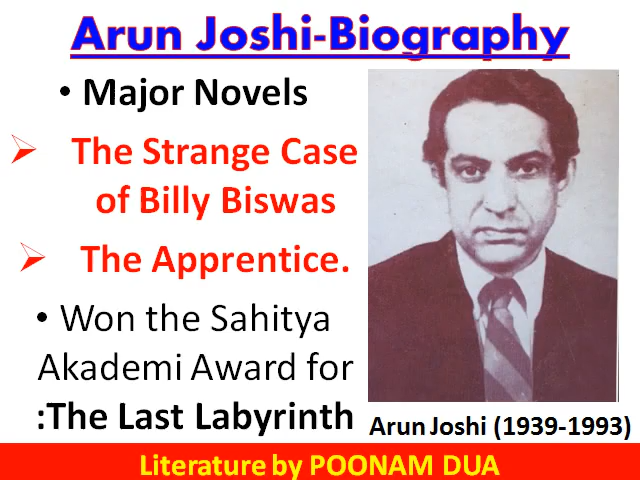 Arun Joshi-Biography
• Major Novels
➢ The Strange Case
of Billy Biswas
➢ The Apprentice.
• Won the Sahitya
Akademi Award for
:The Last Labyrinth
Arun Joshi (1939-1993)
Literature by POONAM DUA